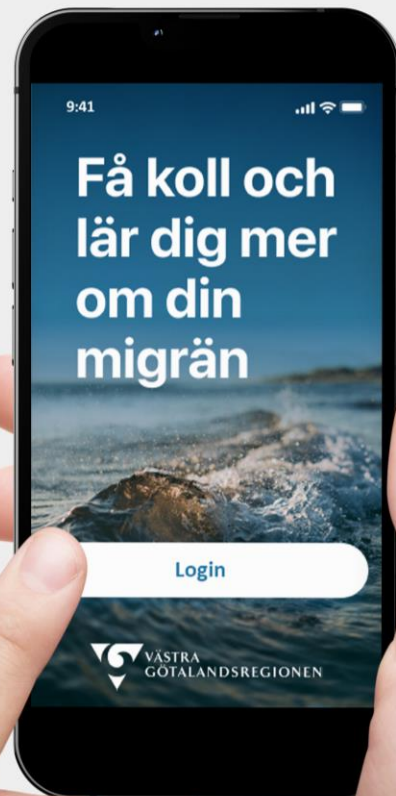 9:41
Få koll och
lär dig mer
om din
migrän
Login
VÄSTRA
GÖTALANDSREGIONEN